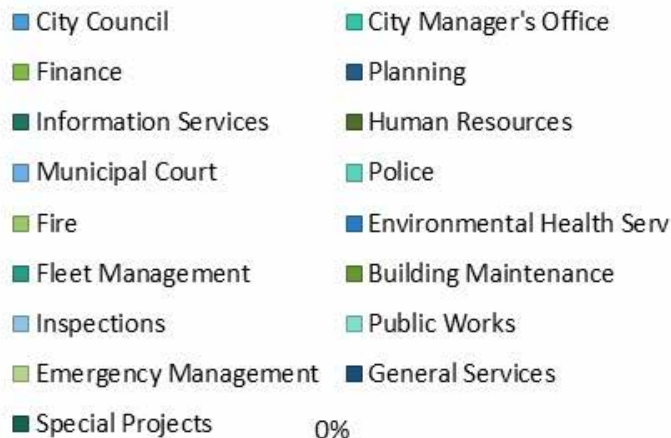 City Council City Manager's Office
Finance Planning
Information Services Human Resources
Municipal Court Police
Fire Environmental Health Serv
Fleet Management Building Maintenance
Inspections Public Works
Emergency Management General Services
Special Projects 0%